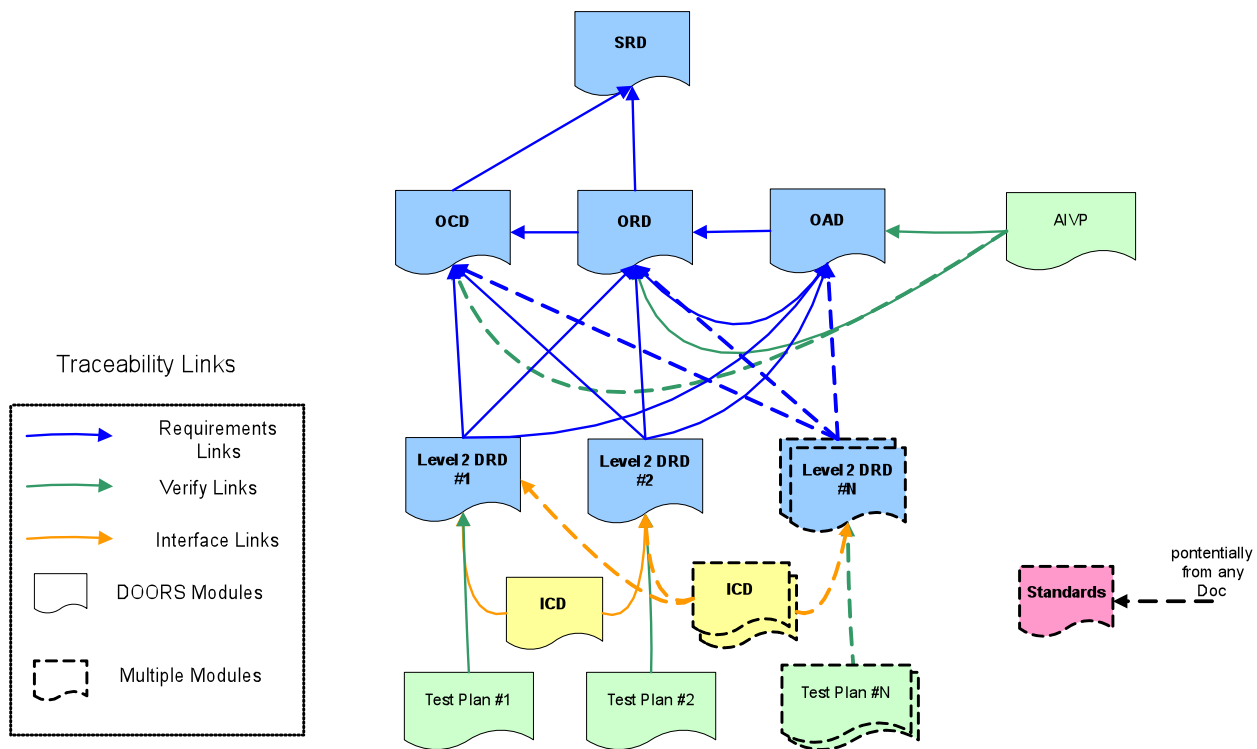 SRD
OCD
ORD
OAD
AIVP
Traceability Links
Requirements
Links
Verify Links
Interface Links
DOORS Modules
Multiple Modules
Level 2 DRD
#1
Level 2 DRD
#2
Level 2 DRD
#N
ICD
ICD
Standards
pontentially
from any
Doc
Test Plan #1
Test Plan #2
Test Plan #N